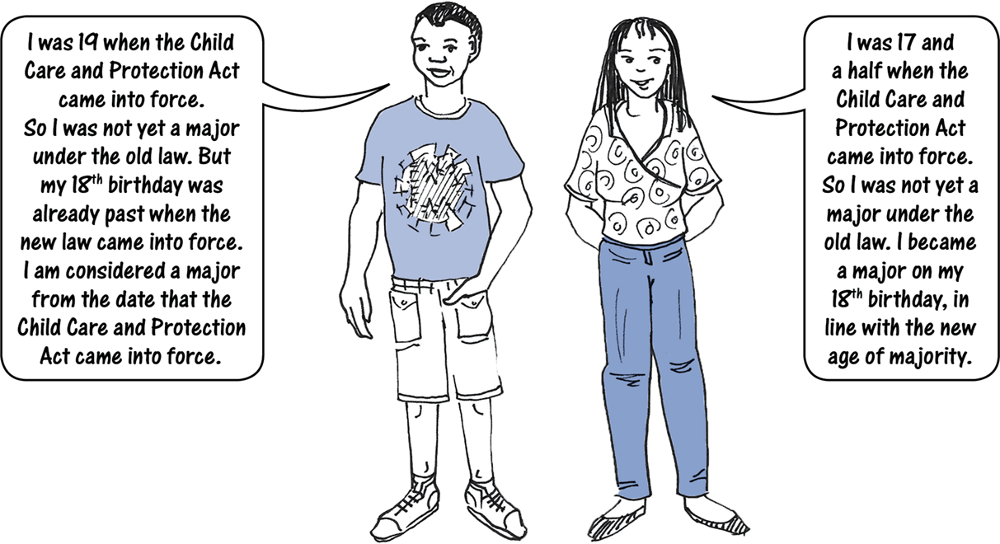 I was 19 when the Child
Care and Protection Act
came into force.
So I was not yet a major
under the old law. But
my 18th birthday was
already past when the
new law came into force.
I am considered a major
from the date that the
Child Care and Protection
Act came into force.
I was 17 and
a half when the
Child Care and
Protection Act
came into force.
So I was not yet a
major under the
old law. I became
a major on my
18th birthday, in
line with the new
age of majority.